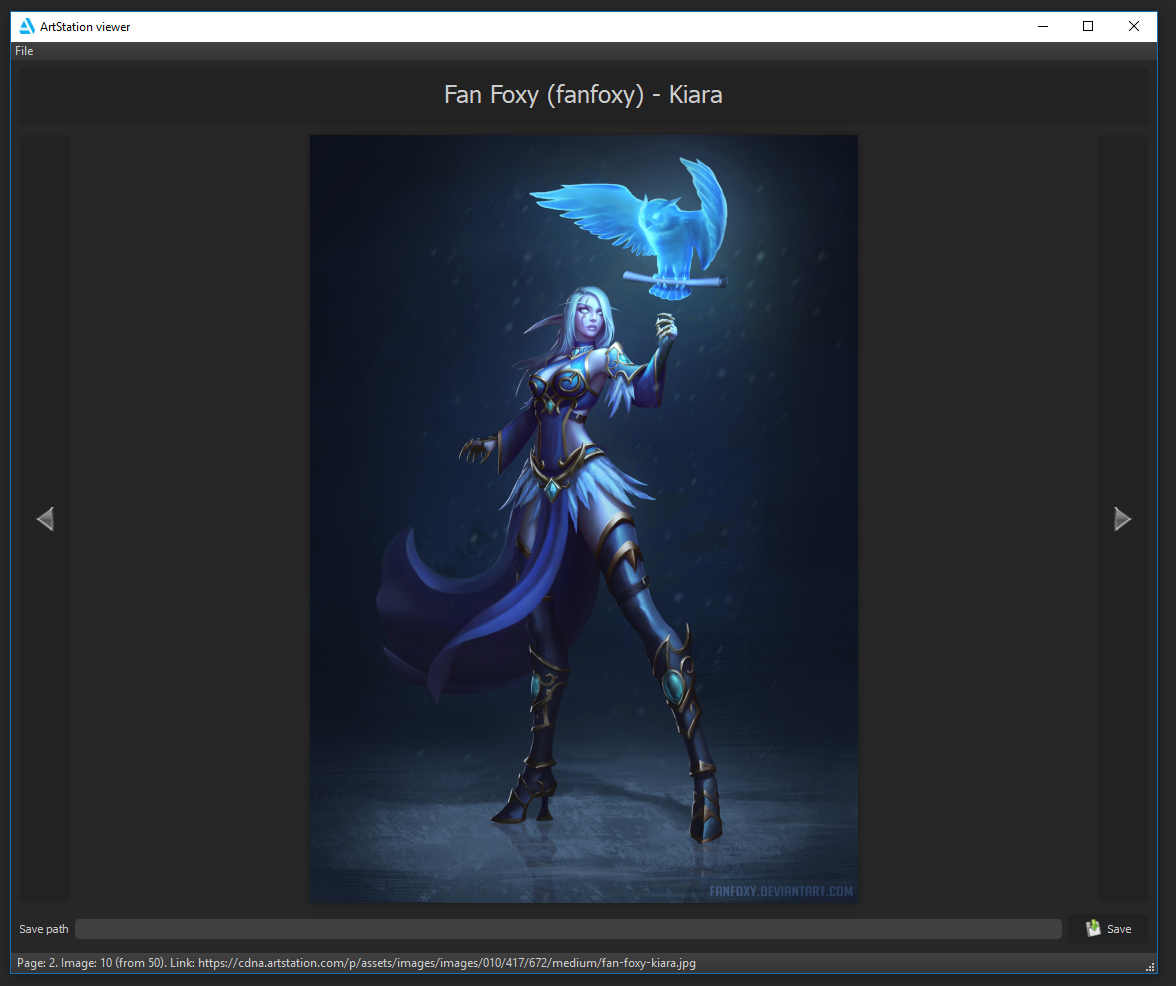 ArtStation viewer
File
Fan Foxy (fanfoxy) - Kiara
FANFOXY.DEVIANTART.COM
Save path
Save
Page: 2. Image: 10 (from 50). Link: https://cdna.artstation.com/p/assets/images/images/010/417/672/medium/fan-foxy-kiara.jpg